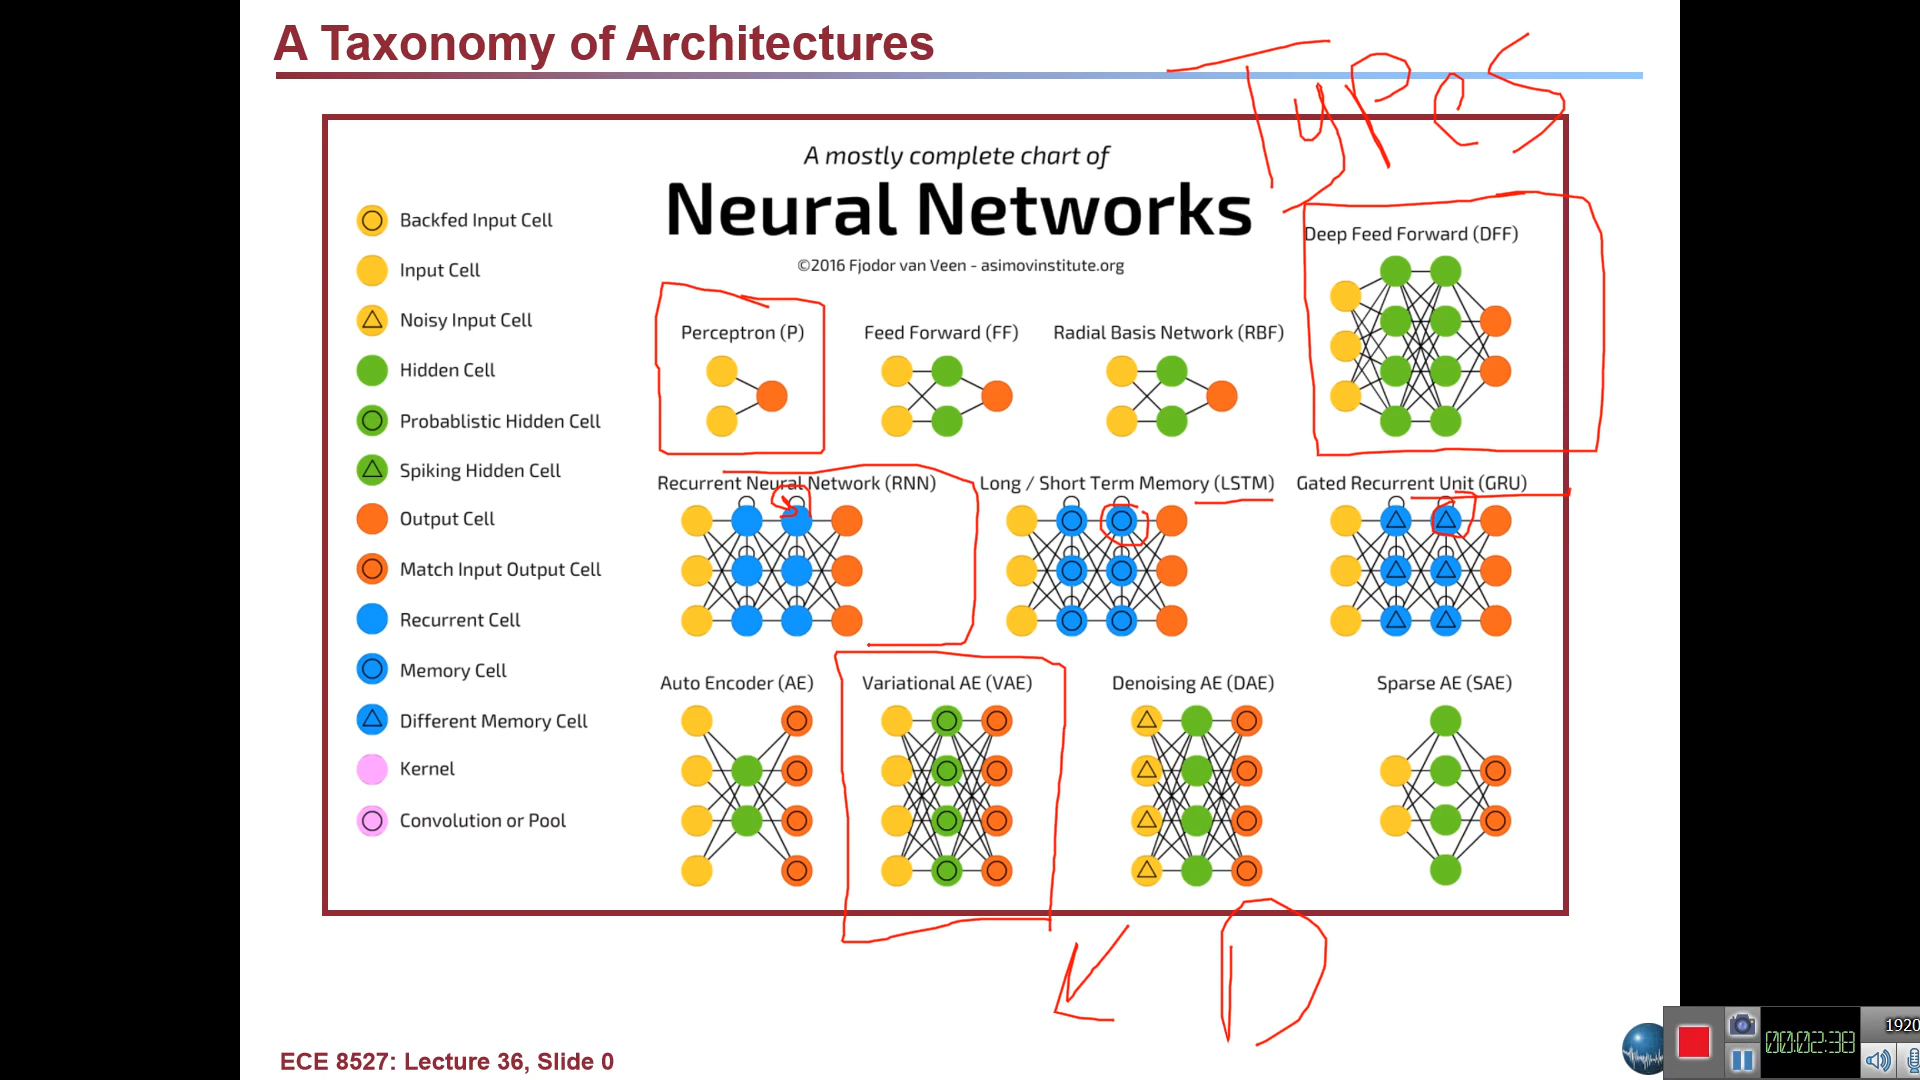 A Taxonomy of Architectures
TYPeS
A mostly complete chart of
Neural Networks
©2016 Fjodor van Veen - asimovinstitute.org
Backfed Input Cell
Input Cell
Noisy Input Cell
Hidden Cell
Probablistic Hidden Cell
Spiking Hidden Cell
Output Cell
Match Input Output Cell
Recurrent Cell
Memory Cell
Different Memory Cell
Kernel
Convolution or Pool
Deep Feed Forward (DFF)
Perceptron (P)
Feed Forward (FF)
Radial Basis Network (RBF)
Recurrent Neural Network (RNN)
Long / Short Term Memory (LSTM)
Gated Recurrent Unit (GRU)
Auto Encoder (AE)
Variational AE (VAE)
Denoising AE (DAE)
Sparse AE (SAE)
D
ECE 8527: Lecture 36, Slide 0
00:02:38
1920